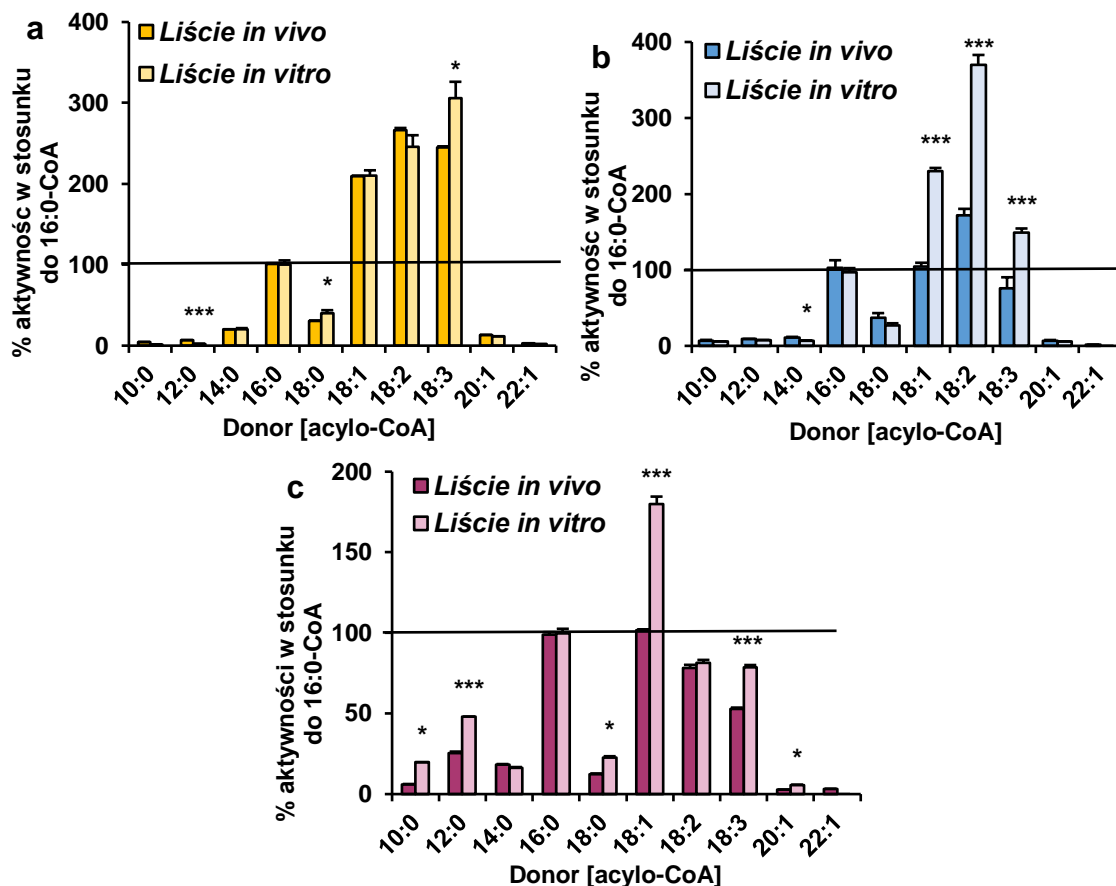 a
% aktywnośc w stosunku
do 16:0-CoA
400
300
200
100
0
Liście in vivo
Liście in vitro
***
*
*
10:0 12:0 14:0 16:0 18:0 18:1 18:2 18:3 20:1 22:1
Donor [acylo-CoA]
b
% aktywnośc w stosunku
do 16:0-CoA
400
300
200
100
0
Liście in vivo
Liście in vitro
*
***
***
***
10:0 12:0 14:0 16:0 18:0 18:1 18:2 18:3 20:1 22:1
Donor [acylo-CoA]
c
% aktywności w stosunku
do 16:0-CoA
200
150
100
50
0
Liście in vivo
Liście in vitro
*
***
*
***
***
*
10:0 12:0 14:0 16:0 18:0 18:1 18:2 18:3 20:1 22:1
Donor [acylo-CoA]